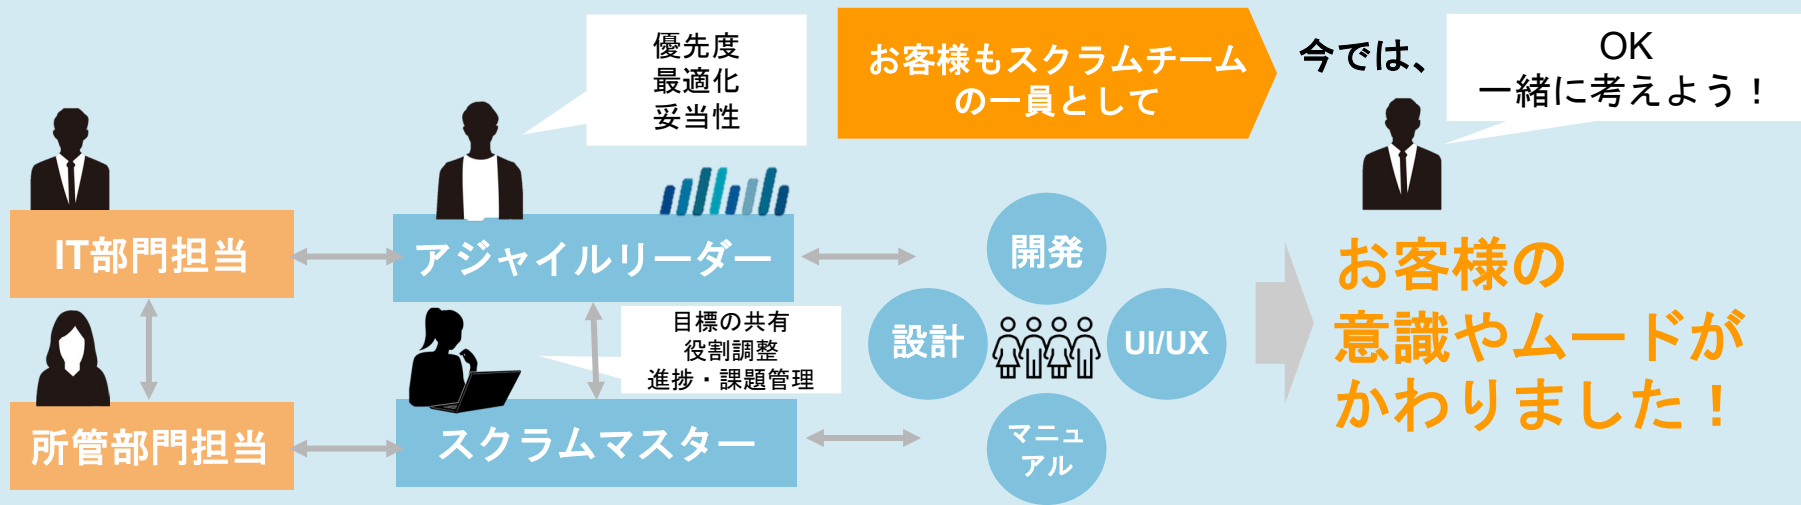 優先度
最適化
妥当性
お客様もスクラムチーム
の一員として
今では、
OK
一緒に考えよう！
IT部門担当
アジャイルリーダー
目標の共有
役割調整
進捗・課題管理
所管部門担当
スクラムマスター
開発
設計
UI/UX
マニュ
アル
お客様の
意識やムードが
かわりました！